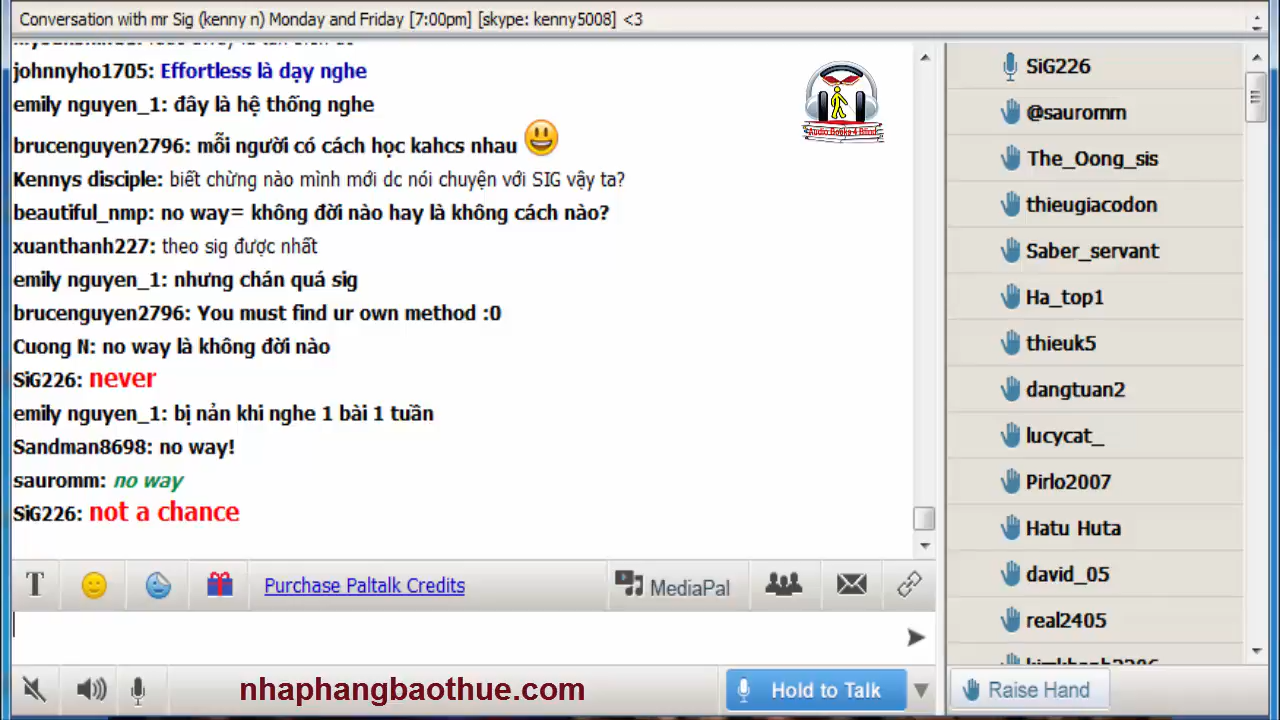 Conversation with mr Sig (kenny n) Monday and Friday [7:00pm] [skype: kenny5008] <3
johnnyho1705: Effortless là dạy nghe
emily nguyen_1: đây là hệ thống nghe
brucenguyen2796: mỗi người có cách học kahcs nhau
Kennys disciple: biết chừng nào mình mới dc nói chuyện với SIG vậy ta?
beautiful_nmp: no way= không đời nào hay là không cách nào?
xuanthanh227: theo sig được nhất
emily nguyen_1: nhưng chán quá sig
brucenguyen2796: You must find ur own method :0
Cuong N: no way là không đời nào
SiG226: never
emily nguyen_1: bị nản khi nghe 1 bài 1 tuần
Sandman8698: no way!
sauromm: no way
SiG226: not a chance
Audio Books 4 Blind
T
Purchase Paltalk Credits
MediaPal
nhaphangbaothue.com
Hold to Talk
SiG226
@sauromm
The_Oong_sis
thieugiacodon
Saber_servant
Ha_top1
thieuk5
dangtuan2
lucycat_
Pirlo2007
Hatu Huta
david_05
real2405
Raise Hand